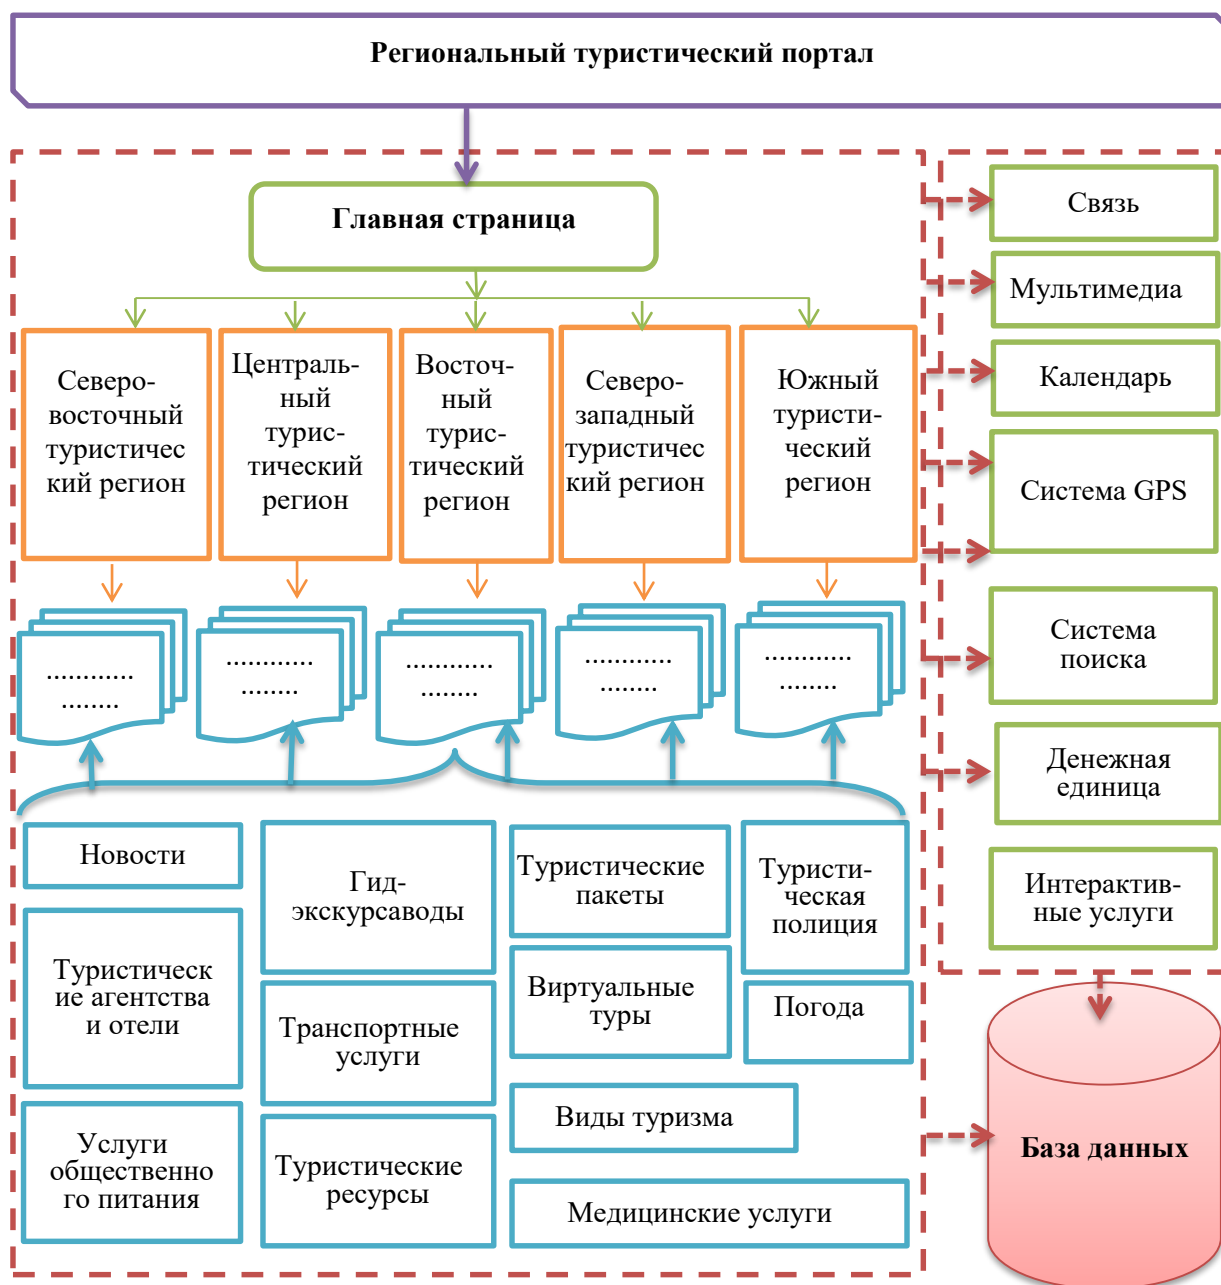 Региональный туристический портал
Главная страница
Северо-
восточный
туристичес
кий регион
Централь-
ный
турис-
тический
регион
Восточ-
ный
турис-
тический
регион
Северо-
западный
туристичес
кий регион
Южный
туристи-
ческий
регион
............
........
............
........
............
........
............
........
............
........
Новости
Туристическ
ие агентства
и отели
Услуги
общественно
го питания
Гид-
экскурсаводы
Транспортные
услуги
Туристические
ресурсы
Туристические
пакеты
Виртуальные
туры
Виды туризма
Медицинские услуги
Туристи-
ческая
полиция
Погода
Связь
Мультимедиа
Календарь
Система GPS
Система
поиска
Денежная
единица
Интерактив-
ные услуги
База данных